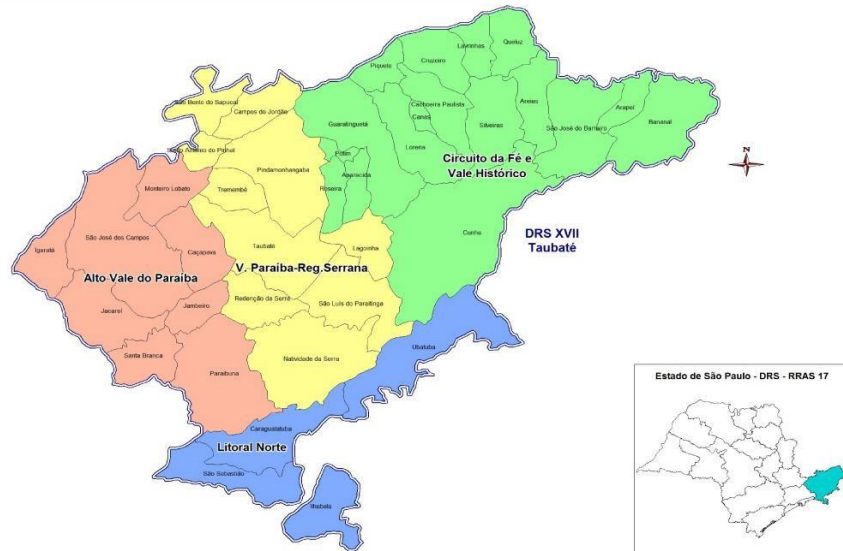 Lavrinhas
Queluz
Cruzeiro
Piquete
São Bento do Sapucaí
Campos do Jordão
Cachoeira Paulista
Areias
Arapeí
Canas
Bananal
Guaratinguetá
Silveiras
São José do Barreiro
Lorena
Santo Antônio do Pinhal
Potim
Circuito da Fé e
Vale Histórico
Pindamonhangaba
Aparecida
Monteiro Lobato
Tremembé
Roseira
Cunha
DRS XVII
Taubaté
São José dos Campos
Taubaté
Lagoinha
Igaratá
Caçapava
V. Paraíba-Reg.Serrana
Alto Vale do Paraíba
Redenção da Serra
São Luís do Paraitinga
Jambeiro
Jacareí
Ubatuba
Santa Branca
Natividade da Serra
Paraibuna
Estado de São Paulo - DRS - RRAS 17
Caraguatatuba
Litoral Norte
São Sebastião
Ilhabela
N